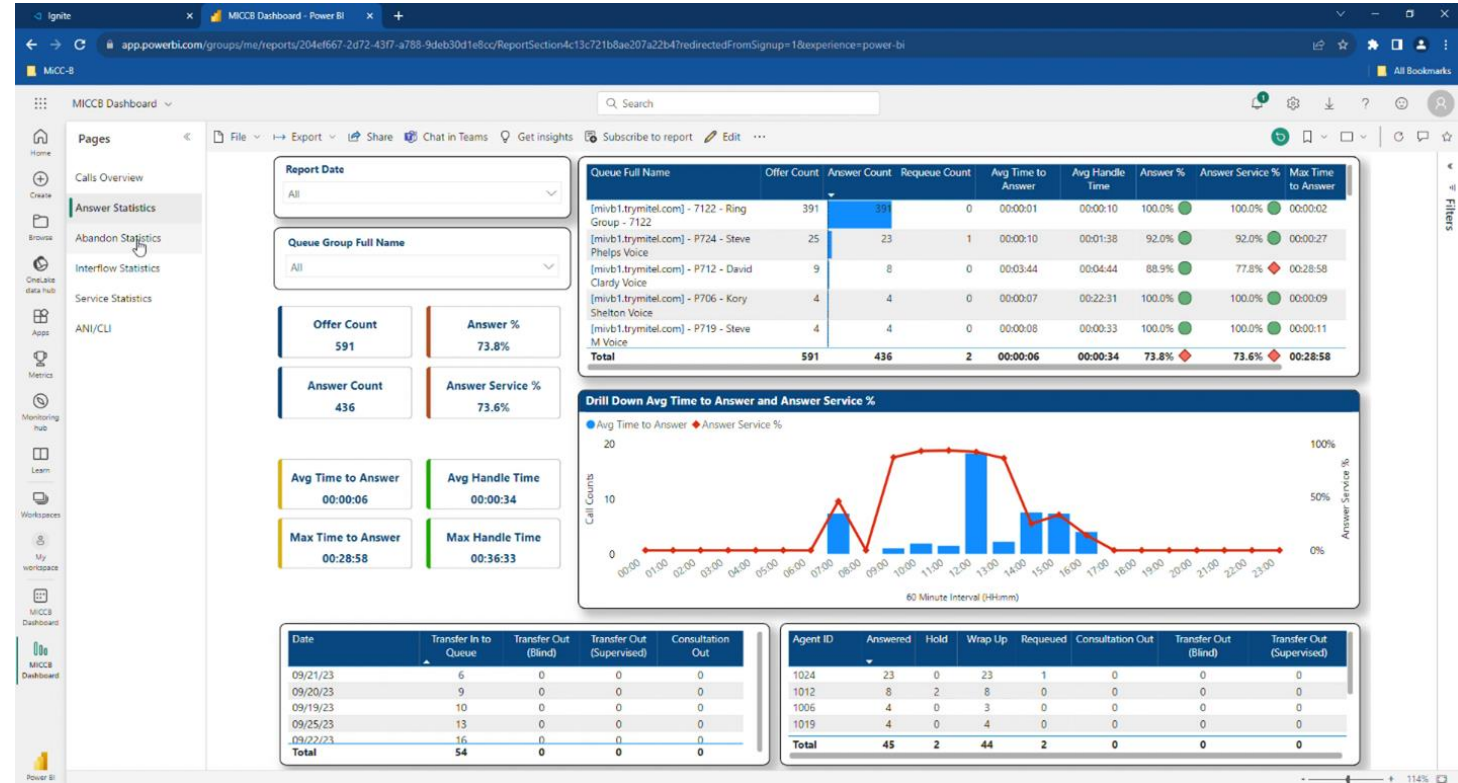 Ignite
MICCB Dashboard - Power BI
app.powerbi.com/groups/me/reports/204ef667-2d72-43f7-a788-9deb30d1e8cc/ReportSection4c13c721b8ae207a22b4?redirectedFromSignup=1&experience=power-bi
MiCC-B
All Bookmarks
MICCB Dashboard
Search
1
Pages
File
Export
Share
Chat in Teams
Get insights
Subscribe to report
Edit
Home
Create
Browse
OneLake
data hub
Apps
Metrics
Monitoring
hub
Learn
Workspaces
My
workspace
MICCB
Dashboard
MICCB
Dashboard
Power BI
Calls Overview
Answer Statistics
Abandon Statistics
Interflow Statistics
Service Statistics
ANI/CLI
Report Date
All
Queue Group Full Name
All
Offer Count
591
Answer %
73.8%
Answer Count
436
Answer Service %
73.6%
Avg Time to Answer
00:00:06
Avg Handle Time
00:00:34
Max Time to Answer
00:28:58
Max Handle Time
00:36:33
Queue Full Name Offer Count Answer Count Requeue Count Avg Time to Answer Avg Handle Time Answer % Answer Service % Max Time to Answer
[mivb1.trymitel.com] - 7122 - Ring Group - 7122 391 391 0 00:00:01 00:00:10 100.0% 100.0% 00:00:02
[mivb1.trymitel.com] - P724 - Steve Phelps Voice 25 23 1 00:00:10 00:01:38 92.0% 92.0% 00:00:27
[mivb1.trymitel.com] - P712 - David Clardy Voice 9 8 0 00:03:44 00:04:44 88.9% 77.8% 00:28:58
[mivb1.trymitel.com] - P706 - Kory Shelton Voice 4 4 0 00:00:07 00:22:31 100.0% 100.0% 00:00:09
[mivb1.trymitel.com] - P719 - Steve M Voice 4 4 0 00:00:08 00:00:33 100.0% 100.0% 00:00:11
Total 591 436 2 00:00:06 00:00:34 73.8% 73.6% 00:28:58
Filters
Drill Down Avg Time to Answer and Answer Service %
Avg Time to Answer Answer Service %
20
10
0
Call Counts
100%
50%
0%
Answer Service %
00:00 01:00 02:00 03:00 04:00 05:00 06:00 07:00 08:00 09:00 10:00 11:00 12:00 13:00 14:00 15:00 16:00 17:00 18:00 19:00 20:00 21:00 22:00 23:00
60 Minute Interval (HH:mm)
Date Transfer In to Queue Transfer Out (Blind) Transfer Out (Supervised) Consultation Out
09/21/23 6 0 0 0
09/20/23 9 0 0 0
09/19/23 10 0 0 0
09/25/23 13 0 0 0
09/22/23 16 0 0 0
Total 54 0 0 0
Agent ID Answered Hold Wrap Up Requeued Consultation Out Transfer Out (Blind) Transfer Out (Supervised)
1024 23 0 23 1 0 0 0
1012 8 2 8 0 0 0 0
1006 4 0 3 0 0 0 0
1019 4 0 4 0 0 0 0
Total 45 2 44 2 0 0 0
114%